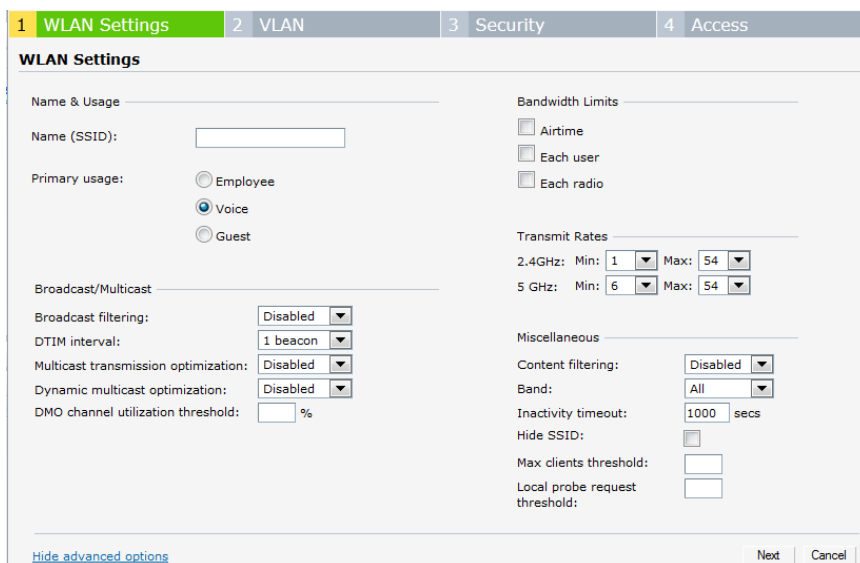 1 WLAN Settings 2 VLAN 3 Security 4 Access
WLAN Settings
Name & Usage
Name (SSID):
Primary usage:
Employee
Voice
Guest
Broadcast/Multicast
Broadcast filtering: Disabled
DTIM interval: 1 beacon
Multicast transmission optimization: Disabled
Dynamic multicast optimization: Disabled
DMO channel utilization threshold: %
Bandwidth Limits
Airtime
Each user
Each radio
Transmit Rates
2.4GHz: Min: 1 Max: 54
5 GHz: Min: 6 Max: 54
Miscellaneous
Content filtering: Disabled
Band: All
Inactivity timeout: 1000 secs
Hide SSID:
Max clients threshold:
Local probe request
threshold:
Hide advanced options
Next Cancel